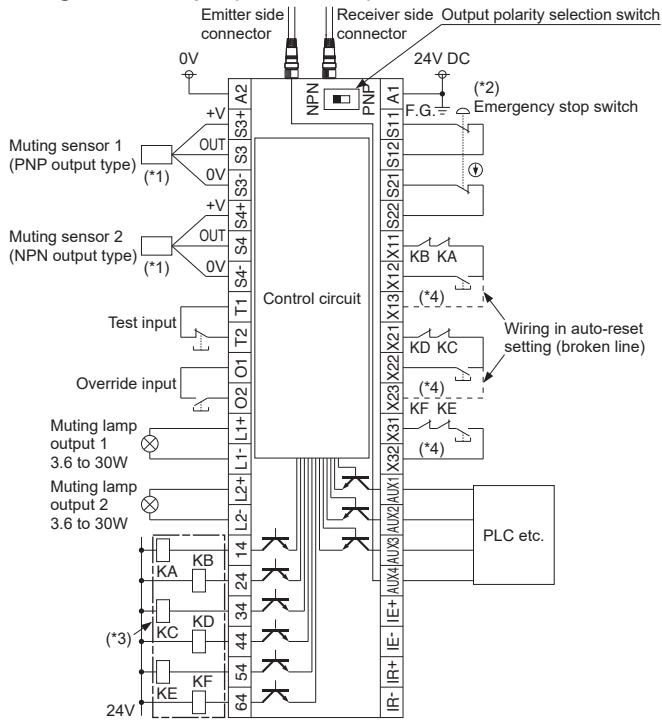 Emitter side connector
Receiver side connector
Output polarity selection switch
0V
24V DC
NPN
PNP
A2
A1
F.G.
(*2)
Emergency stop switch
Muting sensor 1
(PNP output type)
(*1)
+V
OUT
0V
S3+
S3
S3-
Muting sensor 2
(NPN output type)
(*1)
+V
OUT
0V
S4+
S4
S4-
Test input
T1
T2
Override input
O1
O2
Muting lamp
output 1
3.6 to 30W
L1+
L1-
Muting lamp
output 2
3.6 to 30W
L2+
L2-
14
24
34
44
54
64
KA
KB
KC
KD
KE
KF
(*3)
24V
Control circuit
S11
S12
S21
S22
X11
X12
X13
X21
X22
X23
X31
X32
AUX1
AUX2
AUX3
AUX4
IE+
IE-
IR+
IR-
KB KA
(*4)
KD KC
(*4)
KF KE
(*4)
Wiring in auto-reset
setting (broken line)
PLC etc.